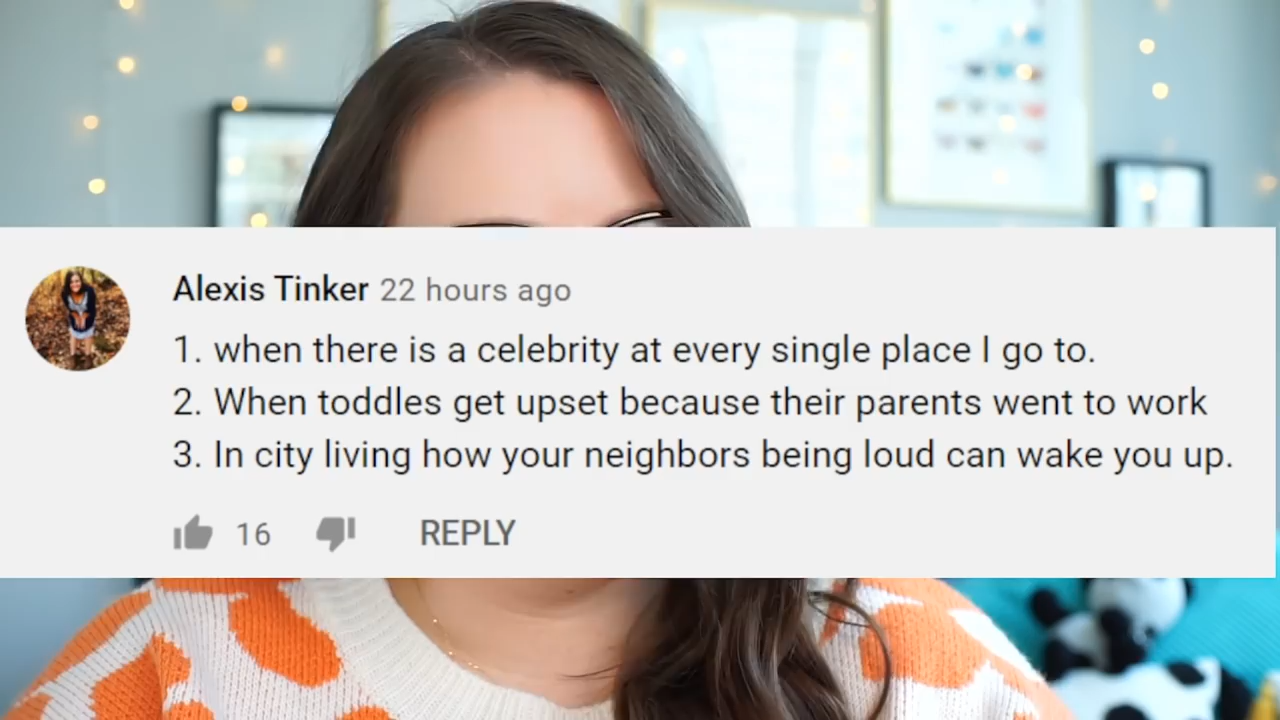 Alexis Tinker 22 hours ago
1. when there is a celebrity at every single place I go to.
2. When toddles get upset because their parents went to work
3. In city living how your neighbors being loud can wake you up.
16 REPLY